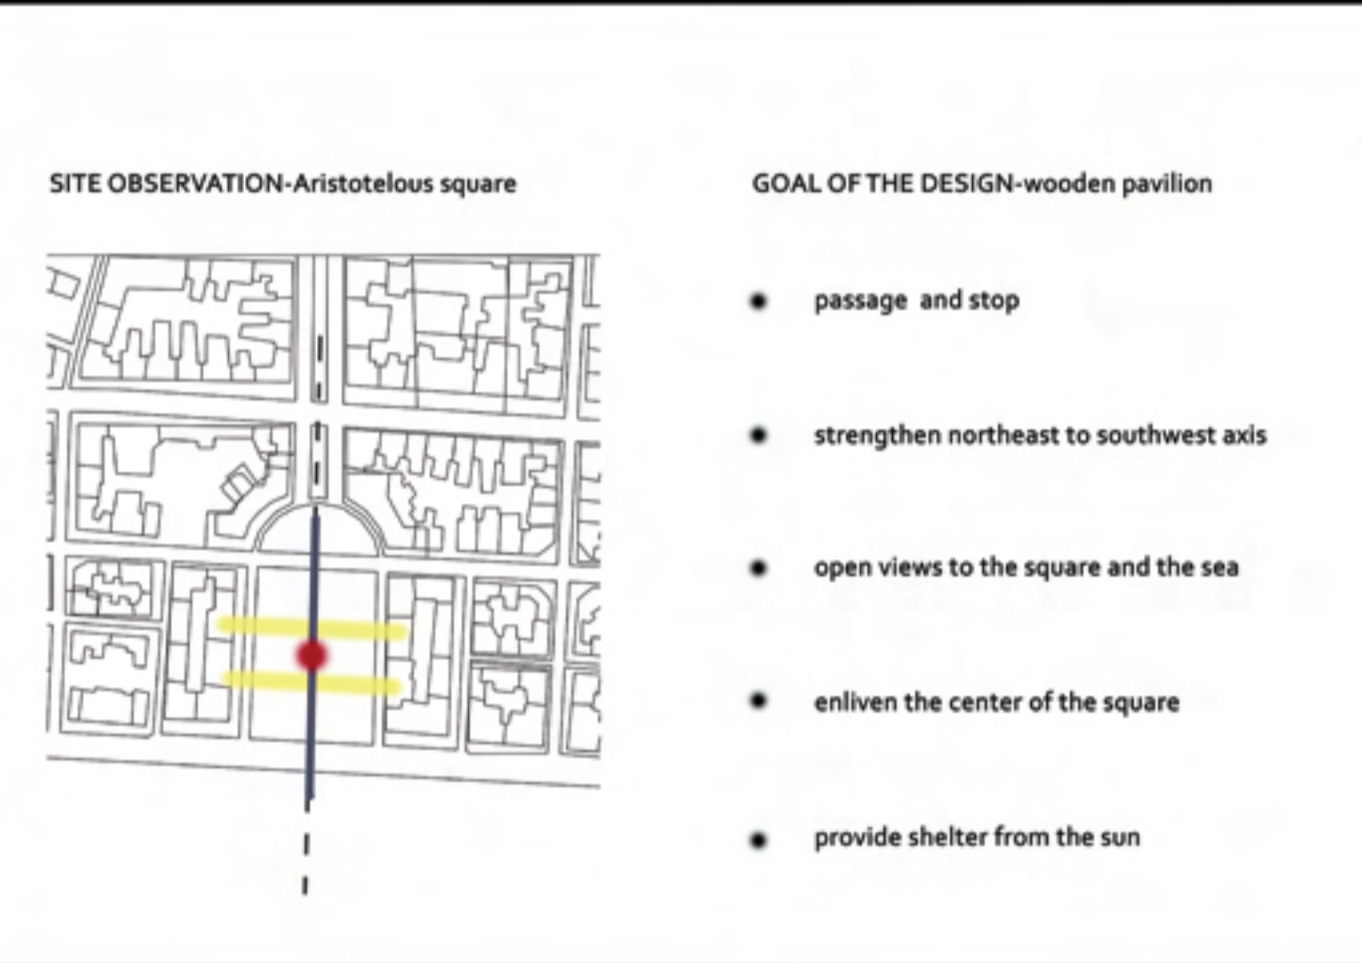 SITE OBSERVATION-Aristotelous square
GOAL OF THE DESIGN-wooden pavilion
passage and stop
strengthen northeast to southwest axis
open views to the square and the sea
enliven the center of the square
provide shelter from the sun